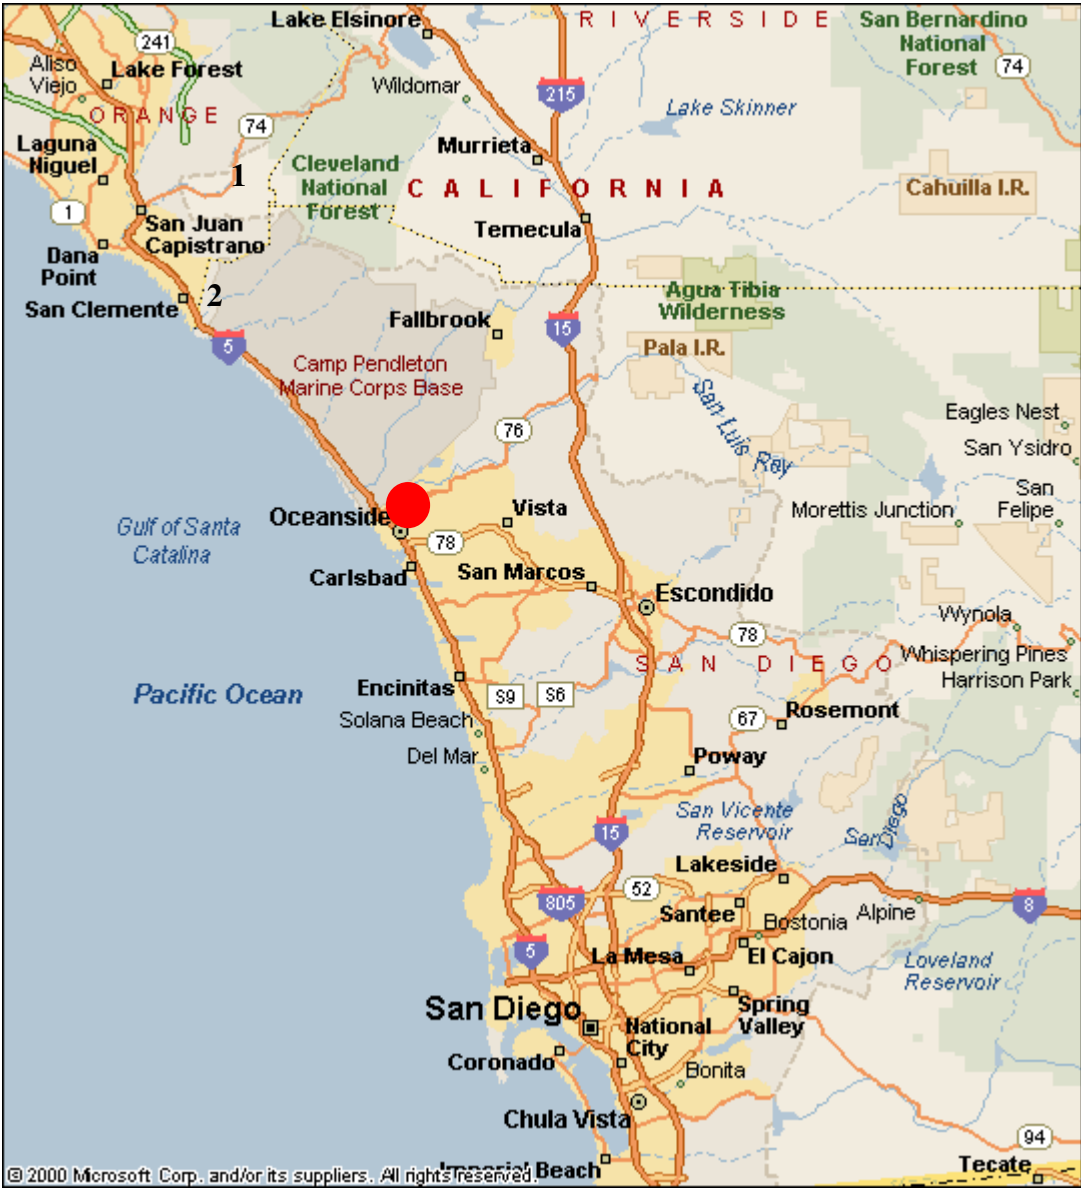 Lake Elsinore
R I V E R S I D E
San Bernardino
National
Forest
74
241
Aliso
Viejo
Lake Forest
Wildomar
215
Lake Skinner
O R A N G E
74
Laguna
Niguel
Murrieta
1
Cleveland
National
Forest
C A L I F O R N I A
Cahuilla I.R.
1
San Juan
Capistrano
Temecula
Dana
Point
2
San Clemente
Agua Tibia
Wilderness
Fallbrook
15
5
Pala I.R.
Camp Pendleton
Marine Corps Base
San Luis Rey
Eagles Nest
76
San Ysidro
San
Felipe
Oceanside
Vista
Morettis Junction
Gulf of Santa
Catalina
78
Carlsbad
San Marcos
Escondido
Wynola
78
S A N D I E G O
Whispering Pines
Harrison Park
Encinitas
Pacific Ocean
S9
S6
Solana Beach
67
Rosemont
Del Mar
Poway
San Vicente
Reservoir
San Diego
15
Lakeside
52
805
Santee
Alpine
8
Bostonia
5
La Mesa
El Cajon
Loveland
Reservoir
San Diego
Spring
Valley
National
City
Coronado
Bonita
Chula Vista
94
Imperial Beach
Tecate
© 2000 Microsoft Corp. and/or its suppliers. All rights reserved.